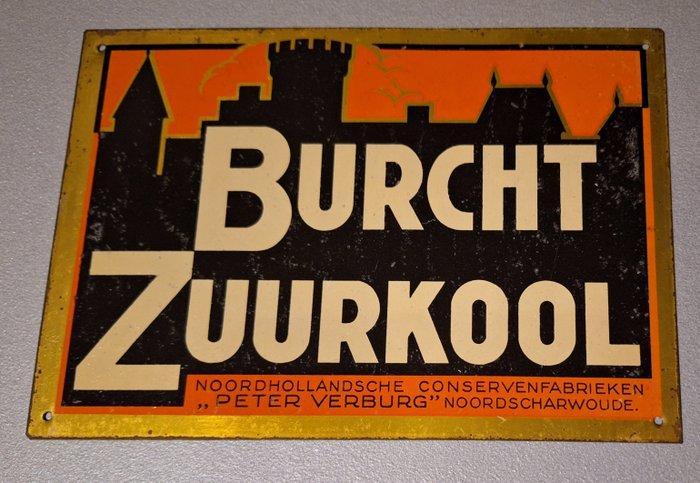 BURCHT
ZUURKOOL
NOORDHOLLANDSCHE CONSERVENFABRIEKEN
„PETER VERBURG” NOORDSCHARWOUDE.